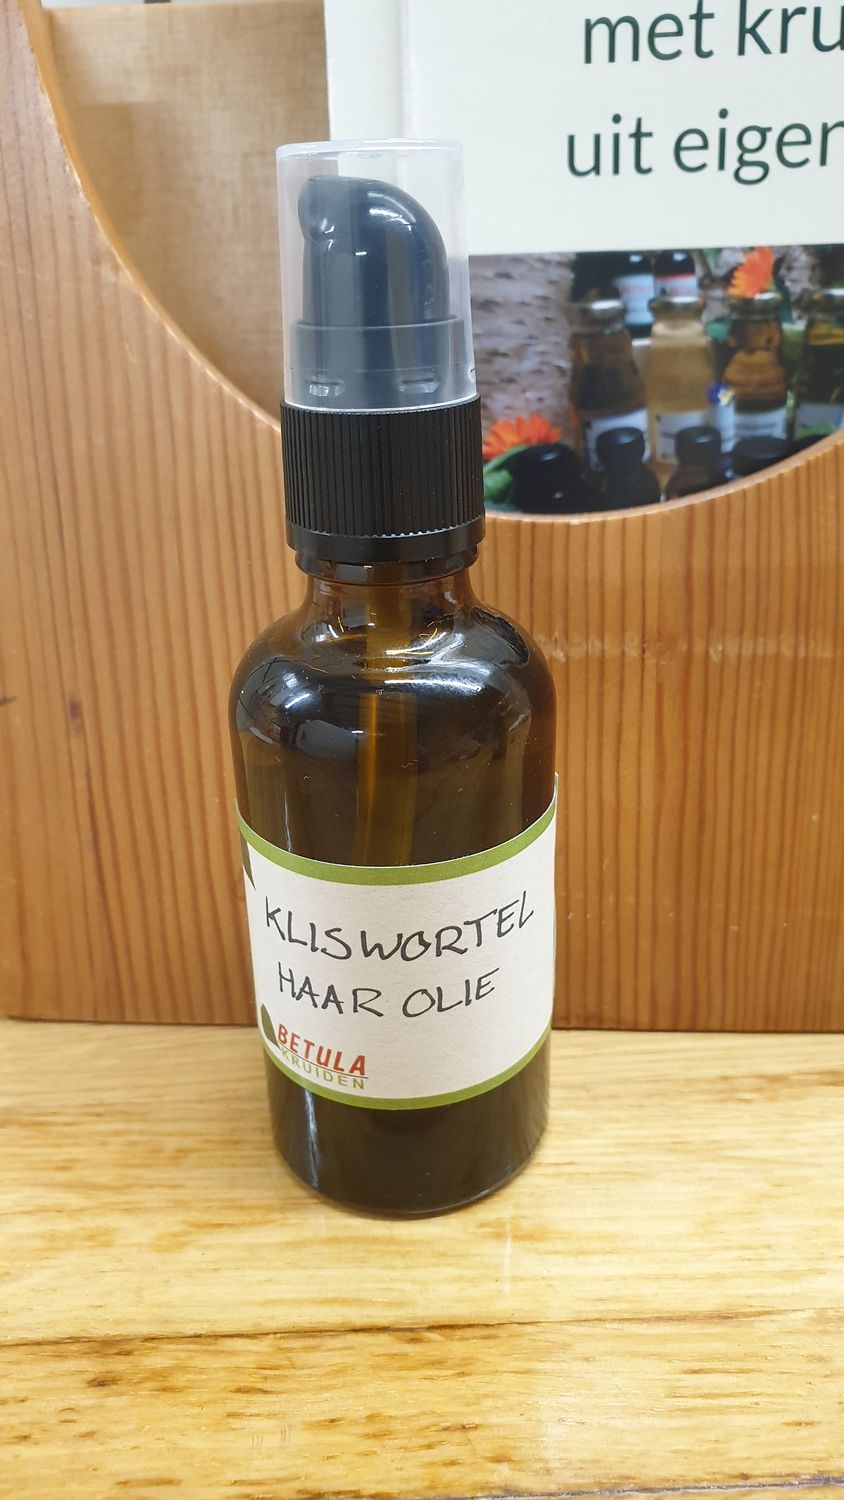 met kru
uit eigen
KLISWORTEL
HAAR OLIE
BETULA
KRUIDEN